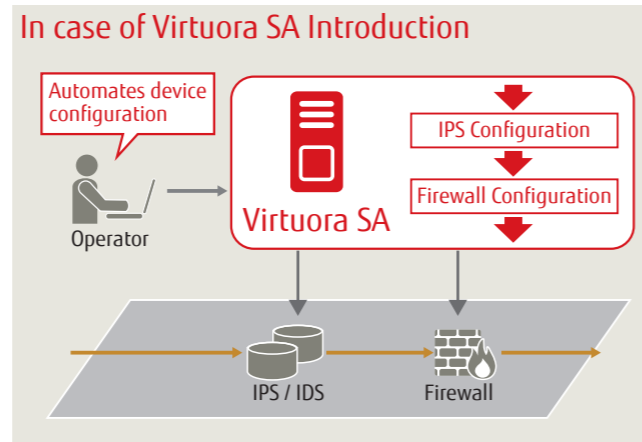 In case of Virtuora SA Introduction
Automates device
configuration
Operator
Virtuora SA
IPS Configuration
Firewall Configuration
IPS / IDS
Firewall